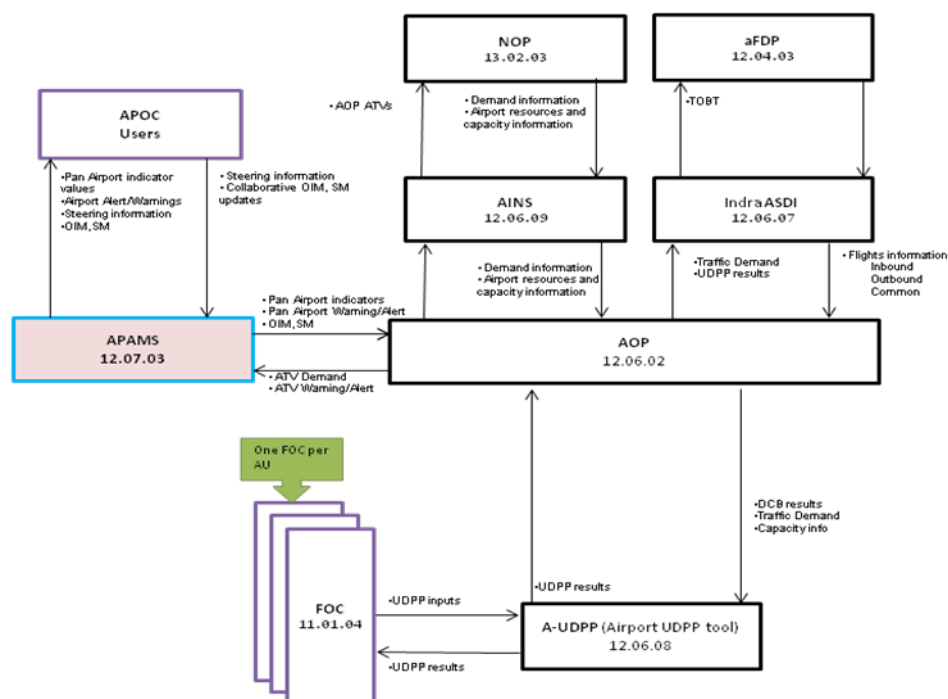 NOP
13.02.03
aFDP
12.04.03
APOC
Users
•AOP ATVs
• Demand information
• Airport resources and
capacity information
•TOBT
•Pan Airport indicator
values
•Airport Alert/Warnings
•Steering information
•OIM,SM
•Steering information
• Collaborative OIM, SM
updates
AINS
12.06.09
IndraASDI
12.06.07
• Demand information
• Airport resources and
capacity information
•Traffic Demand
•UDPP results
• Flights information
Inbound
Outbound
Common
• Pan Airport indicators
• Pan Airport Warning/Alert
• OIM,SM
APAMS
12.07.03
AOP
12.06.02
• ATV Demand
• ATV Warning/Alert
One FOC per
AU
•DCB results
•Traffic Demand
•Capacity info
FOC
11.01.04
•UDPP inputs
•UDPP results
A-UDPP (Airport UDPP tool)
12.06.08
•UDPP results